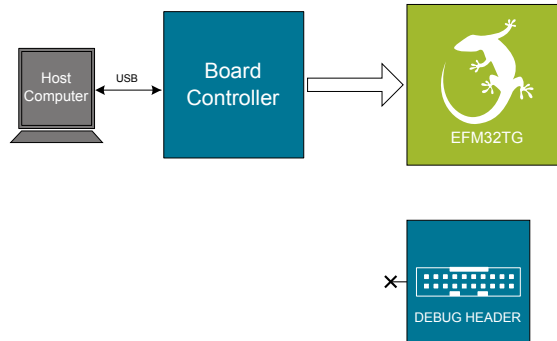 Host
Computer
USB
Board
Controller
EFM32TG
DEBUG HEADER